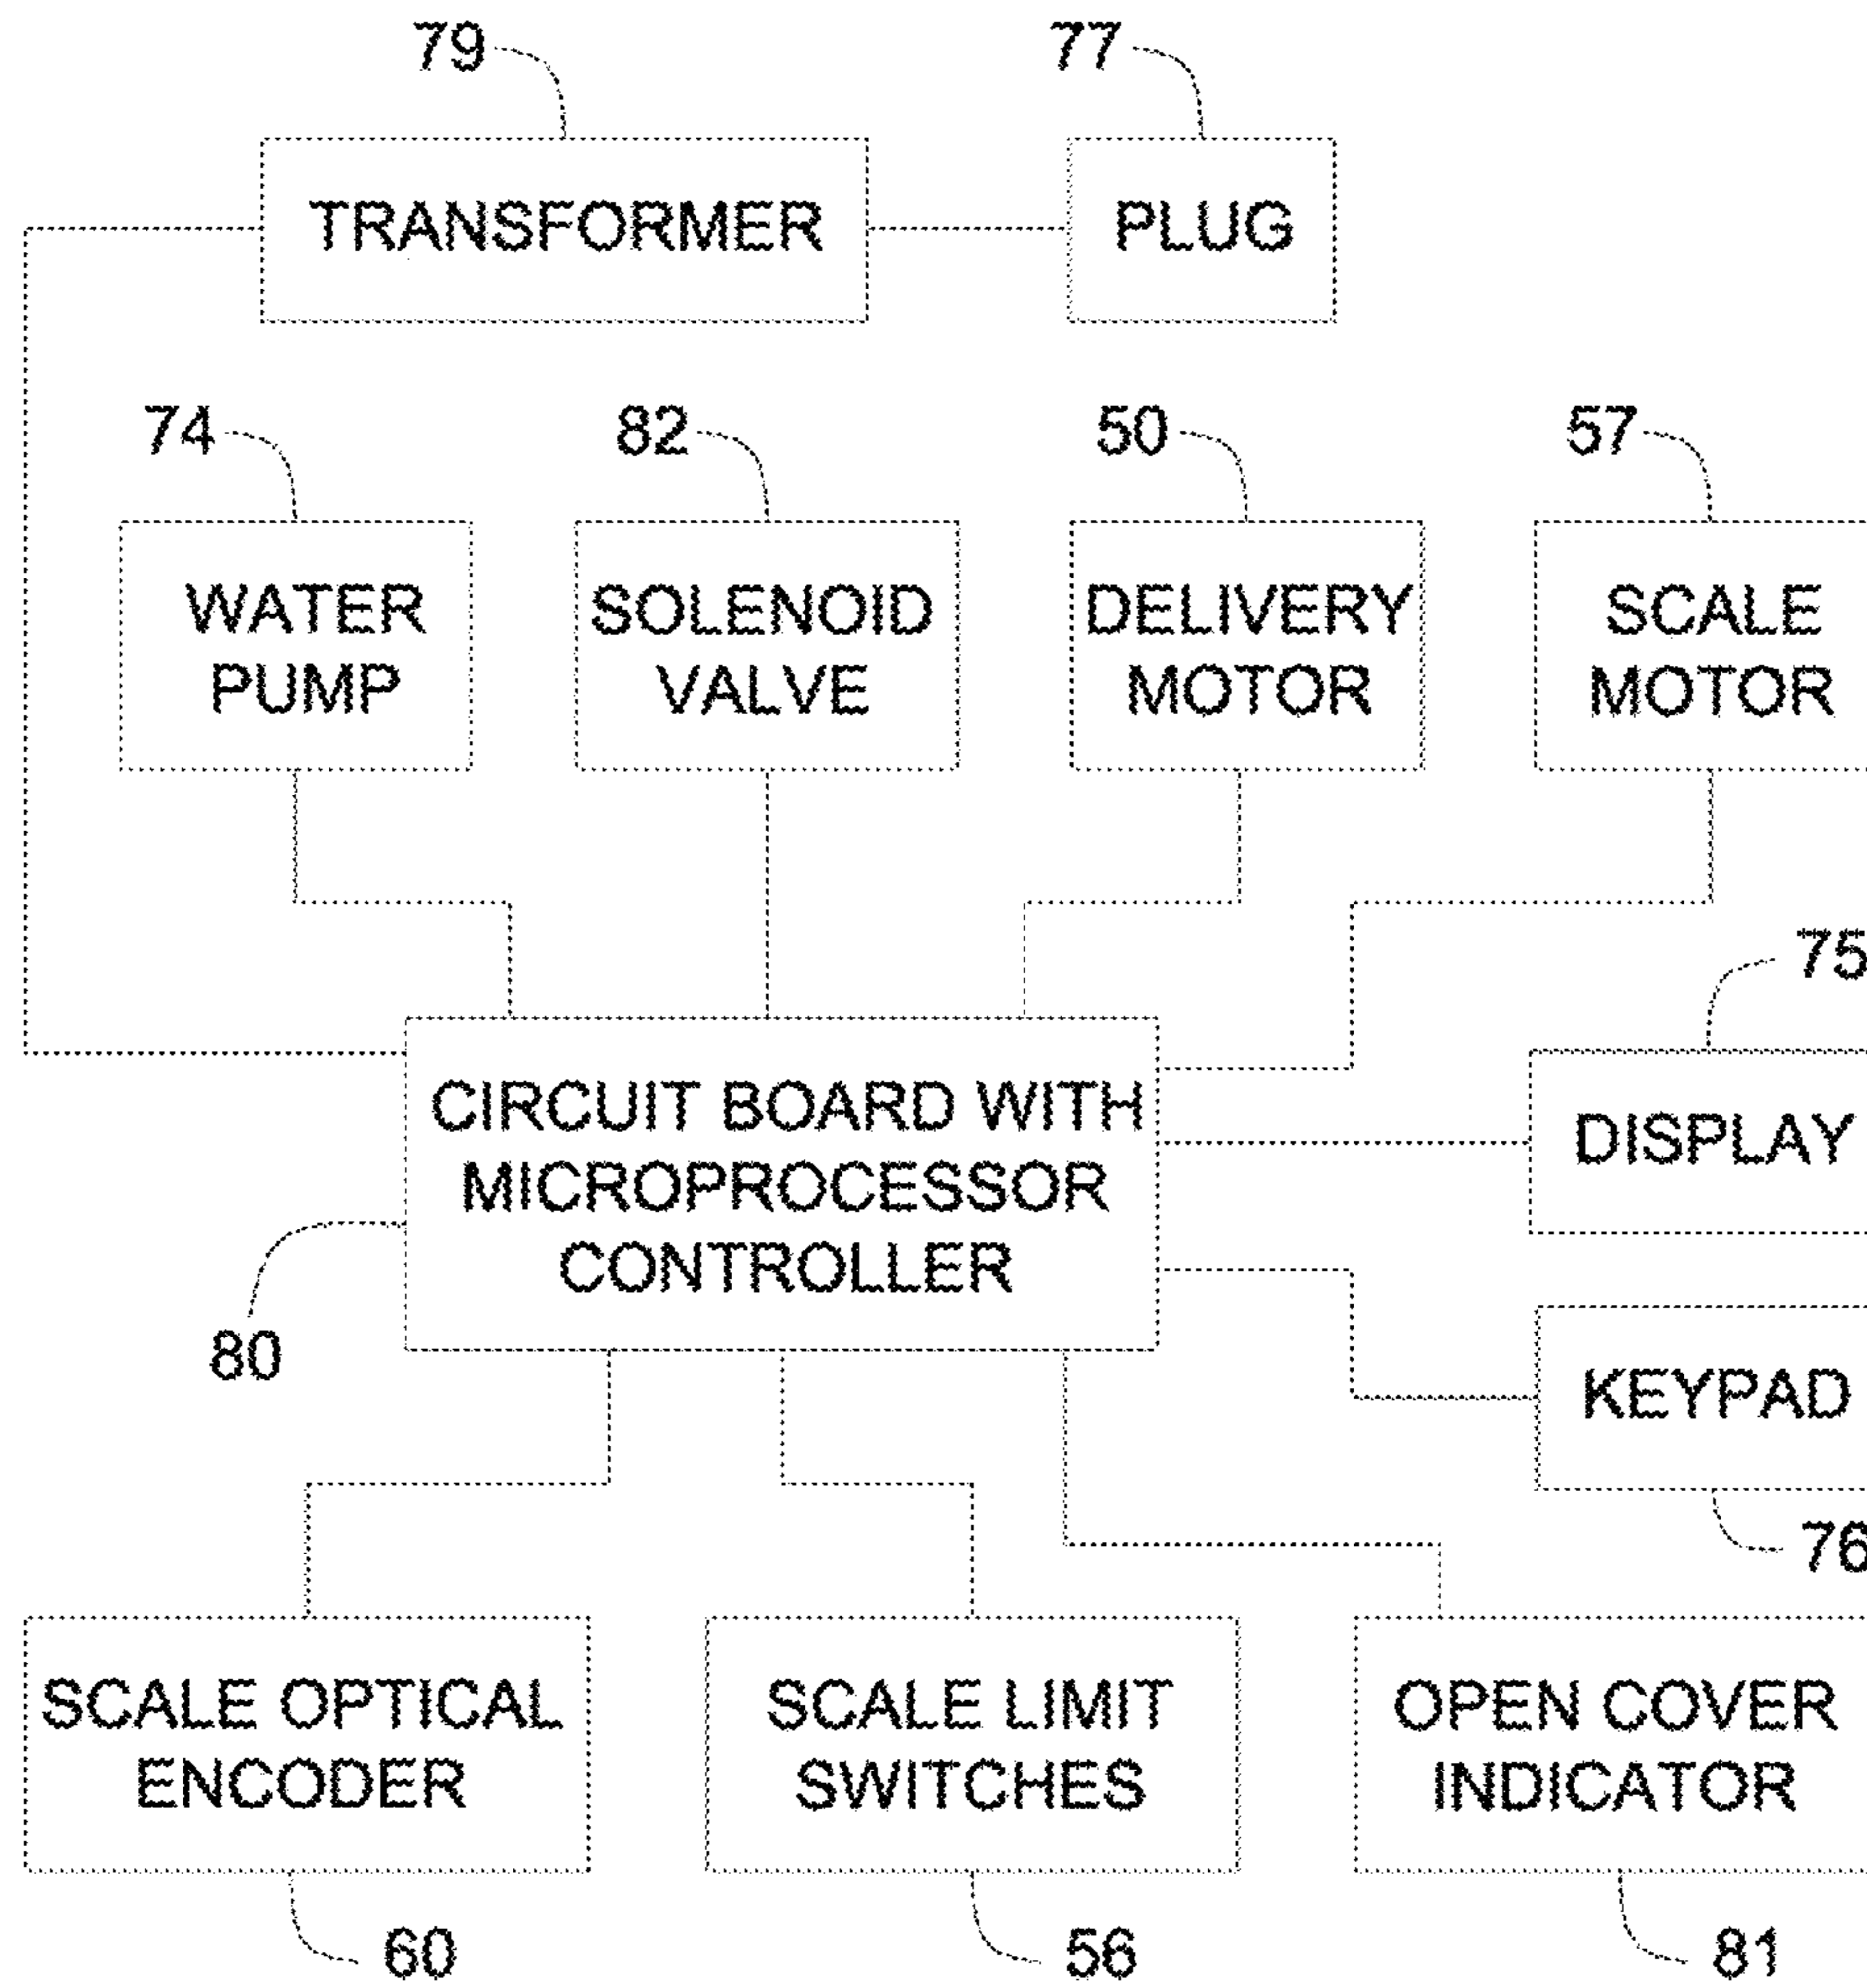 79
77
TRANSFORMER
PLUG
74
82
50
57
WATER
PUMP
SOLENOID
VALVE
DELIVERY
MOTOR
SCALE
MOTOR
75
CIRCUIT BOARD WITH
MICROPROCESSOR
CONTROLLER
DISPLAY
80
KEYPAD
76
SCALE OPTICAL
ENCODER
SCALE LIMIT
SWITCHES
OPEN COVER
INDICATOR
60
56
81